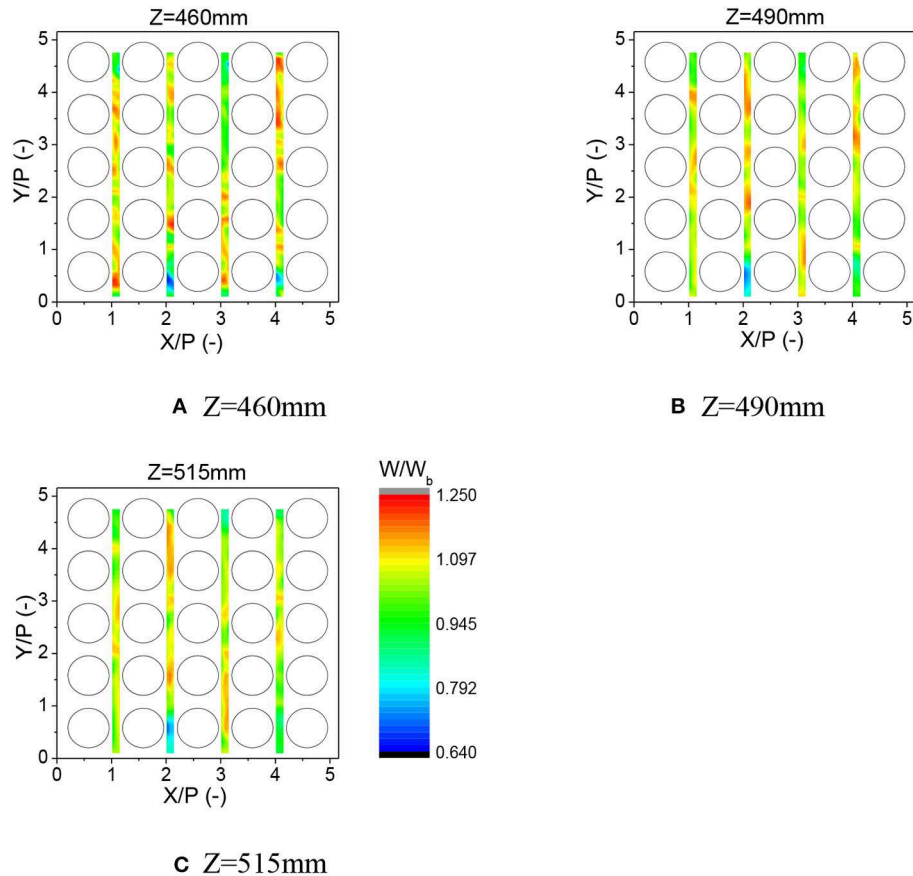 Z=460mm
5
4
3
2
1
0
Y/P (-)
0 1 2 3 4 5
X/P (-)
A Z=460mm
Z=490mm
5
4
3
2
1
0
Y/P (-)
0 1 2 3 4 5
X/P (-)
B Z=490mm
Z=515mm
5
4
3
2
1
0
Y/P (-)
0 1 2 3 4 5
X/P (-)
W/Wb
1.250
1.097
0.945
0.792
0.640
C Z=515mm